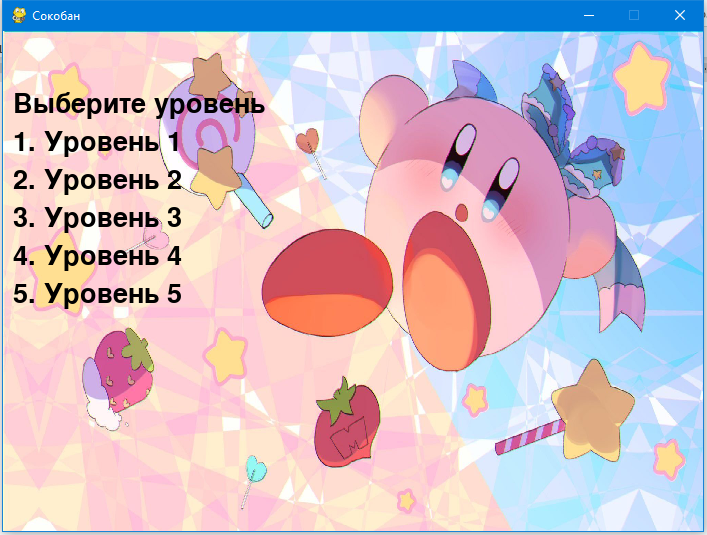 Сокобан
Выберите уровень
1. Уровень 1
2. Уровень 2
3. Уровень 3
4. Уровень 4
5. Уровень 5